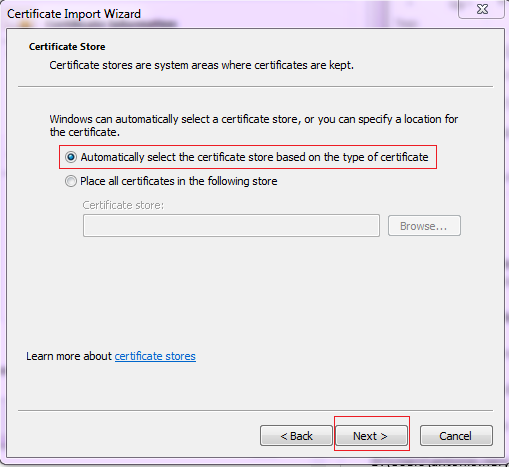 Certificate Import Wizard
Certificate Store
Certificate stores are system areas where certificates are kept.
Windows can automatically select a certificate store, or you can specify a location for
the certificate.
Automatically select the certificate store based on the type of certificate
Place all certificates in the following store
Certificate store:
Browse...
Learn more about certificate stores
< Back
Next >
Cancel